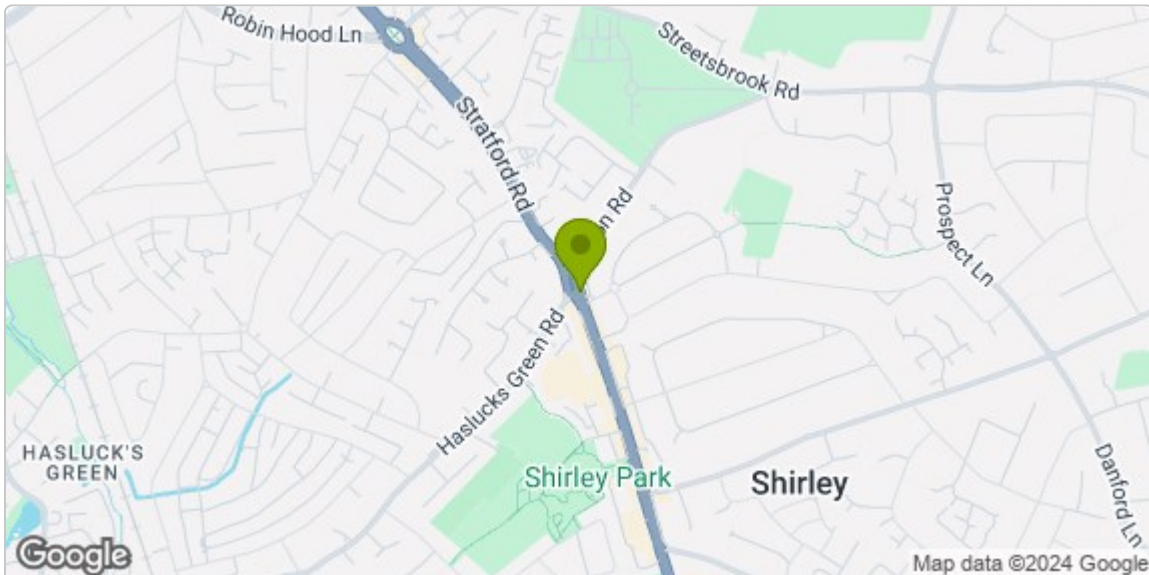 Robin Hood Ln
Streetsbrook Rd
Stratford Rd
Rd
Prospect Ln
Haslucks Green Rd
HASLUCK'S
GREEN
Shirley Park
Shirley
Danford Ln
Google
Map data ©2024 Google